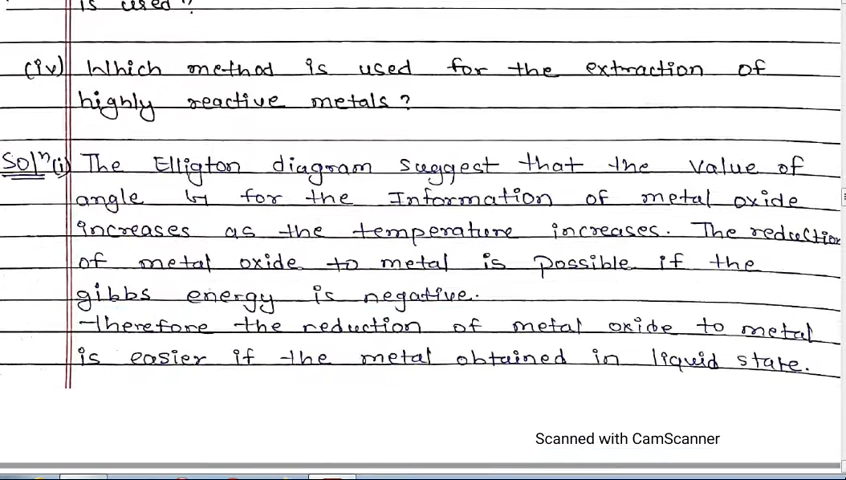 is used?
(iv) Which method is used for the extraction of
highly reactive metals?
Solⁿ(i) The Elligton diagram suggest that the value of
angle by for the Information of metal oxide
increases as the temperature increases. The reduction
of metal oxide to metal is possible if the
gibbs energy is negative.
Therefore the reduction of metal oxide to metal
is easier if the metal obtained in liquid state.
Scanned with CamScanner